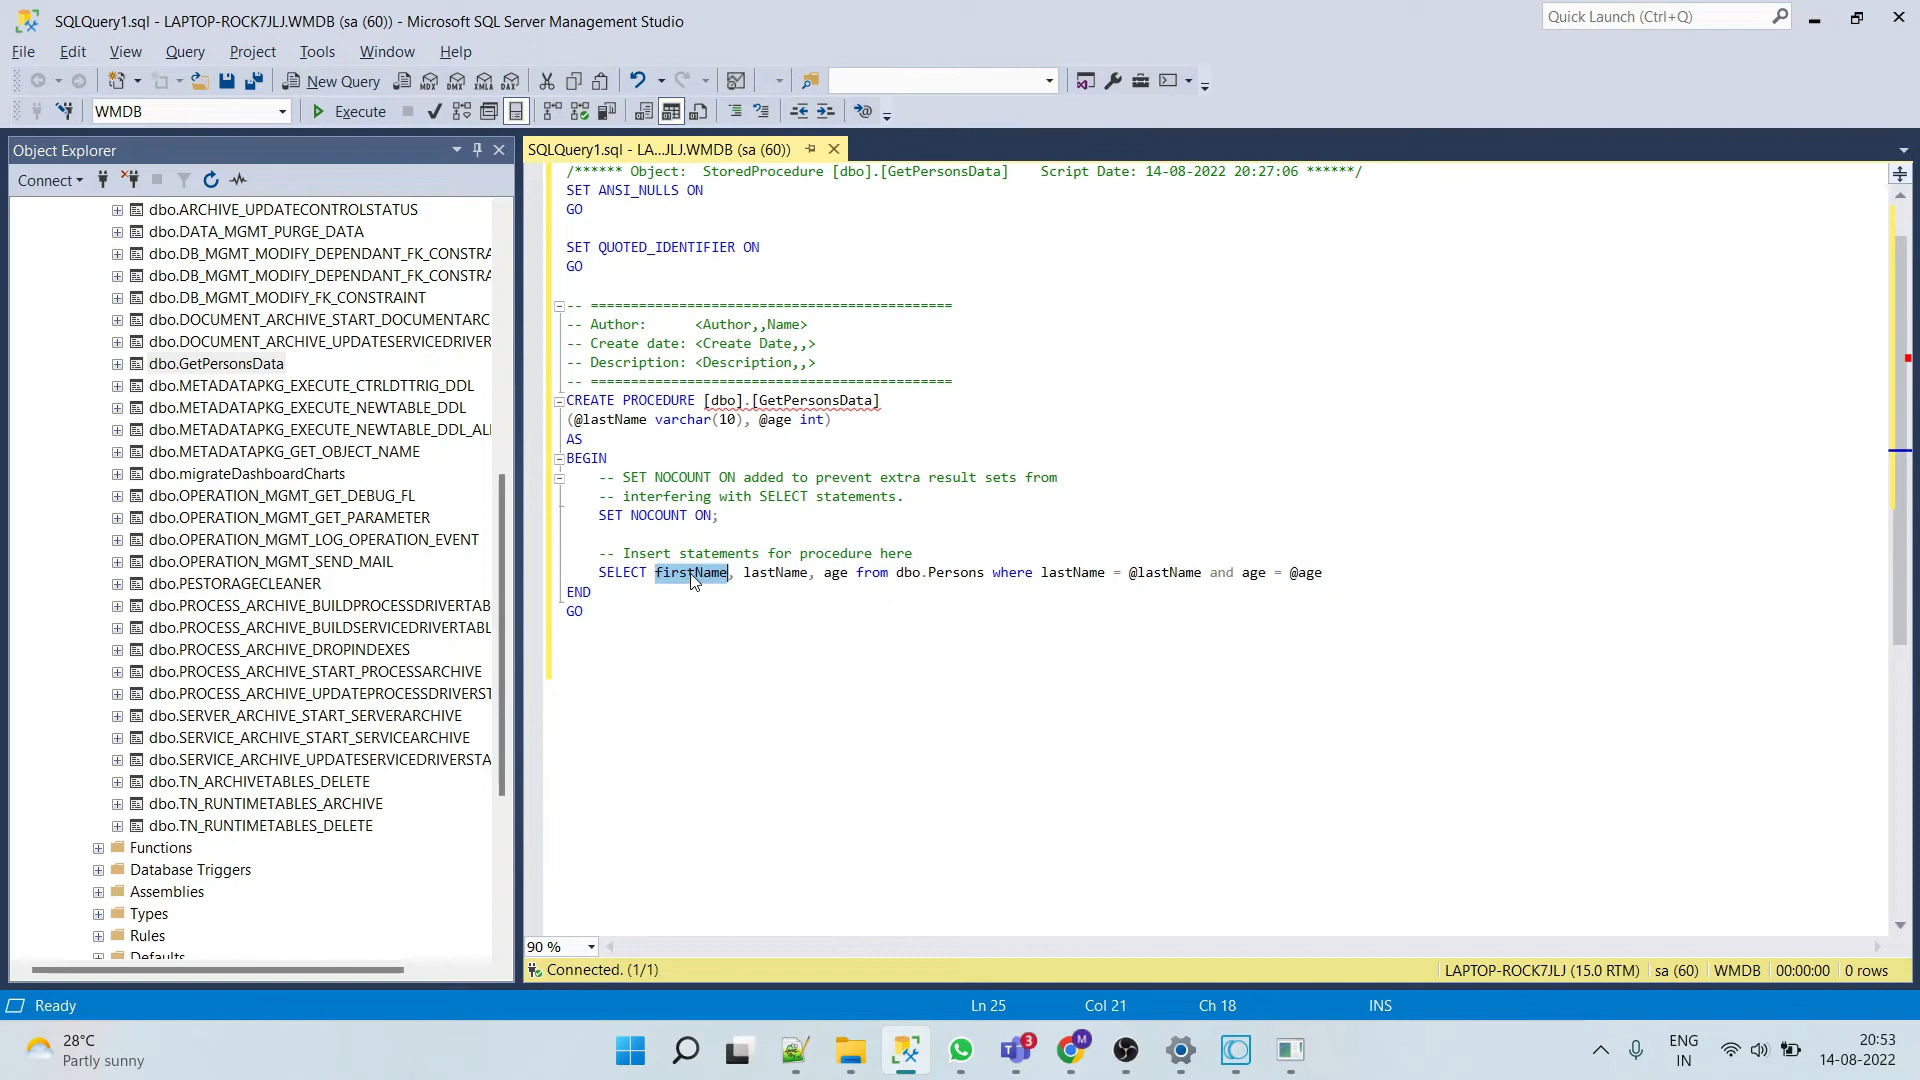 SQLQuery1.sql - LAPTOP-ROCK7JLJ.WMDB (sa (60)) - Microsoft SQL Server Management Studio
Quick Launch (Ctrl+Q)
File Edit View Query Project Tools Window Help
New Query
MDX DMX XMLA DAX
WMDB
Execute
Object Explorer
Connect
dbo.ARCHIVE_UPDATECONTROLSTATUS
dbo.DATA_MGMT_PURGE_DATA
dbo.DB_MGMT_MODIFY_DEPENDANT_FK_CONSTRA
dbo.DB_MGMT_MODIFY_DEPENDANT_FK_CONSTRA
dbo.DB_MGMT_MODIFY_FK_CONSTRAINT
dbo.DOCUMENT_ARCHIVE_START_DOCUMENTARC
dbo.DOCUMENT_ARCHIVE_UPDATESERVICEDRIVER
dbo.GetPersonsData
dbo.METADATAPKG_EXECUTE_CTRLDTTRIG_DDL
dbo.METADATAPKG_EXECUTE_NEWTABLE_DDL
dbo.METADATAPKG_EXECUTE_NEWTABLE_DDL_ALI
dbo.METADATAPKG_GET_OBJECT_NAME
dbo.migrateDashboardCharts
dbo.OPERATION_MGMT_GET_DEBUG_FL
dbo.OPERATION_MGMT_GET_PARAMETER
dbo.OPERATION_MGMT_LOG_OPERATION_EVENT
dbo.OPERATION_MGMT_SEND_MAIL
dbo.PESTORAGECLEANER
dbo.PROCESS_ARCHIVE_BUILDPROCESSDRIVERTAB
dbo.PROCESS_ARCHIVE_BUILDSERVICEDRIVERTABL
dbo.PROCESS_ARCHIVE_DROPINDEXES
dbo.PROCESS_ARCHIVE_START_PROCESSARCHIVE
dbo.PROCESS_ARCHIVE_UPDATEPROCESSDRIVERST
dbo.SERVER_ARCHIVE_START_SERVERARCHIVE
dbo.SERVICE_ARCHIVE_START_SERVICEARCHIVE
dbo.SERVICE_ARCHIVE_UPDATESERVICEDRIVERSTA
dbo.TN_ARCHIVETABLES_DELETE
dbo.TN_RUNTIMETABLES_ARCHIVE
dbo.TN_RUNTIMETABLES_DELETE
Functions
Database Triggers
Assemblies
Types
Rules
Defaults
SQLQuery1.sql - LA...JLJ.WMDB (sa (60))
/****** Object:  StoredProcedure [dbo].[GetPersonsData]    Script Date: 14-08-2022 20:27:06 ******/
SET ANSI_NULLS ON
GO
SET QUOTED_IDENTIFIER ON
GO
-- =============================================
-- Author:      <Author,,Name>
-- Create date: <Create Date,,>
-- Description: <Description,,>
-- =============================================
CREATE PROCEDURE [dbo].[GetPersonsData]
(@lastName varchar(10), @age int)
AS
BEGIN
-- SET NOCOUNT ON added to prevent extra result sets from
-- interfering with SELECT statements.
SET NOCOUNT ON;
-- Insert statements for procedure here
SELECT firstName, lastName, age from dbo.Persons where lastName = @lastName and age = @age
END
GO
90 %
Connected. (1/1)
LAPTOP-ROCK7JLJ (15.0 RTM) sa (60) WMDB 00:00:00 0 rows
Ready
Ln 25 Col 21 Ch 18 INS
28°C
Partly sunny
3
M
ENG
IN
20:53
14-08-2022